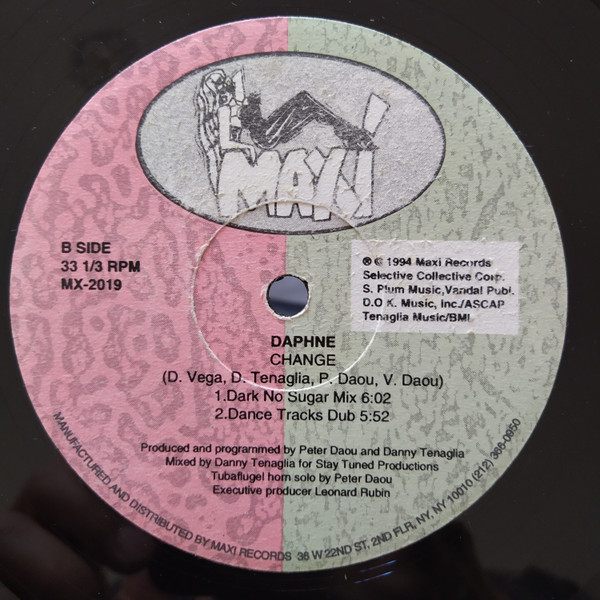 MAXI!
B SIDE
33 1/3 RPM
MX-2019
℗ © 1994 Maxi Records
Selective Collective Corp.
S. Plum Music,Vandal Publ.
D.O.K. Music, Inc./ASCAP
Tenaglia Music/BMI
DAPHNE
CHANGE
(D. Vega, D. Tenaglia, P. Daou, V. Daou)
1.Dark No Sugar Mix 6:02
2.Dance Tracks Dub 5:52
Produced and programmed by Peter Daou and Danny Tenaglia
Mixed by Danny Tenaglia for Stay Tuned Productions
Tubaflugel horn solo by Peter Daou
Executive producer Leonard Rubin
MANUFACTURED AND DISTRIBUTED BY MAXI RECORDS 36 W 22ND ST, 2ND FLR, NY, NY 10010 (212) 366-0950